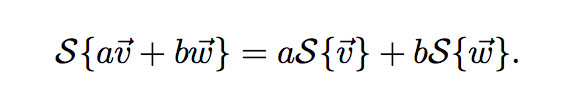 𝒮{av⃗ + bw⃗} = a𝒮{v⃗} + b𝒮{w⃗}.